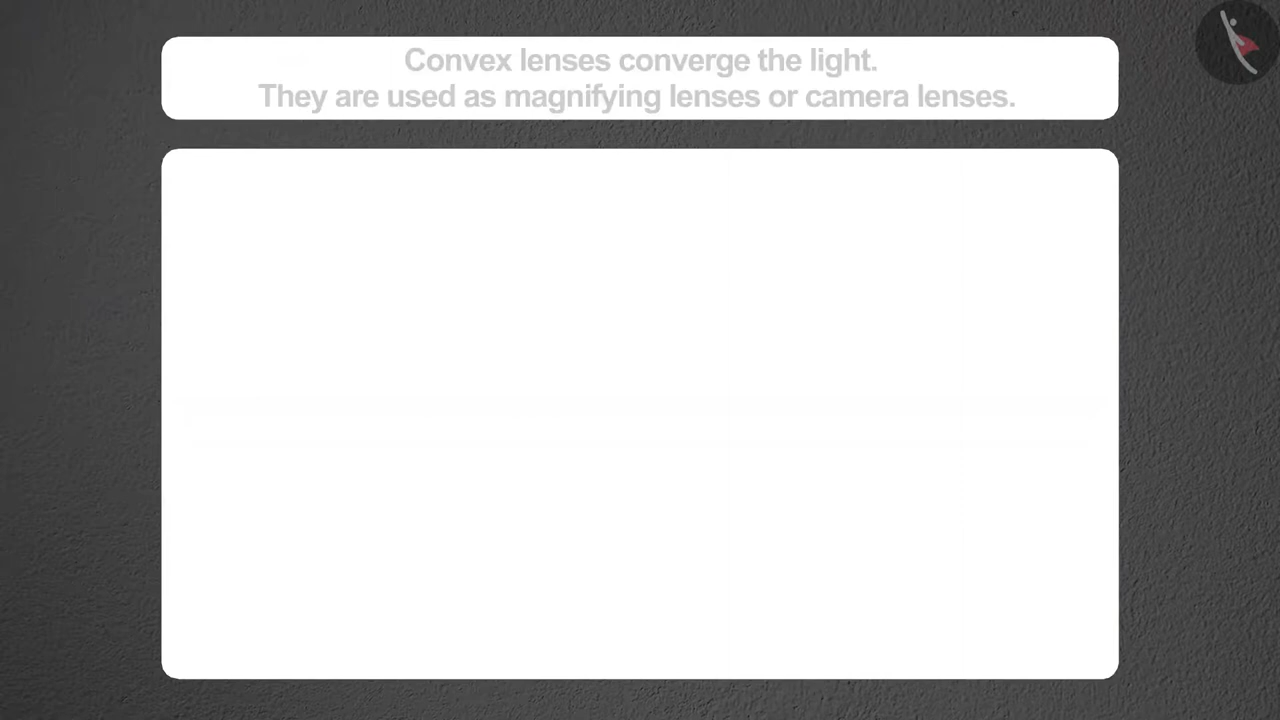 Convex lenses converge the light.
They are used as magnifying lenses or camera lenses.